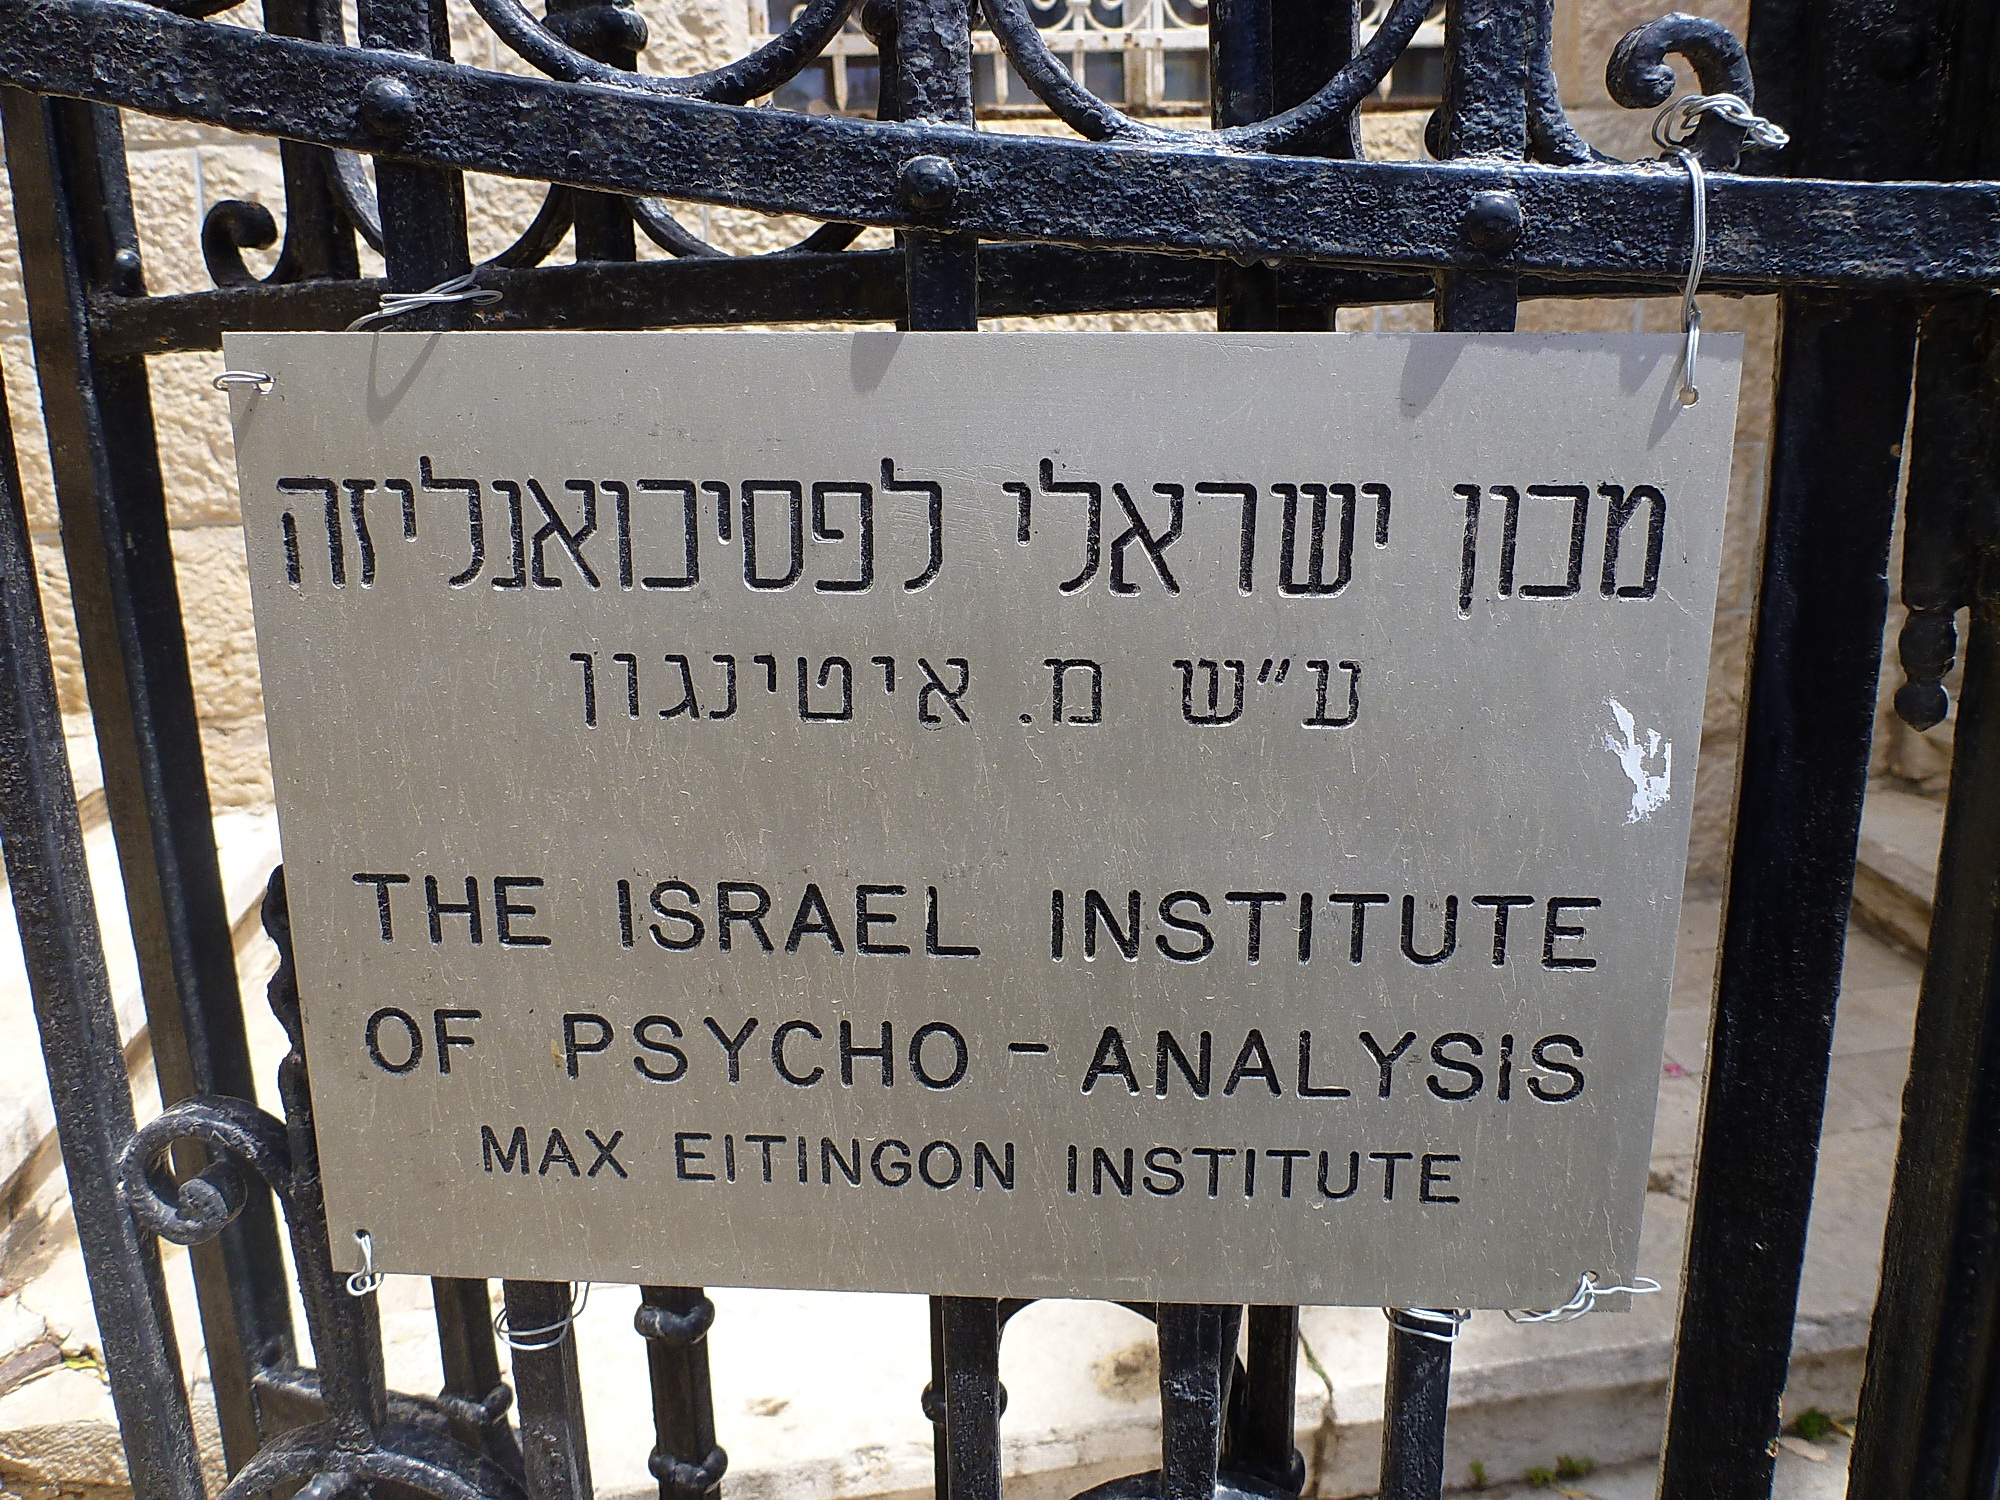 מכון ישראלי לפסיכואנליזה
ע״ש מ. איטינגון
THE ISRAEL INSTITUTE
OF PSYCHO-ANALYSIS
MAX EITINGON INSTITUTE